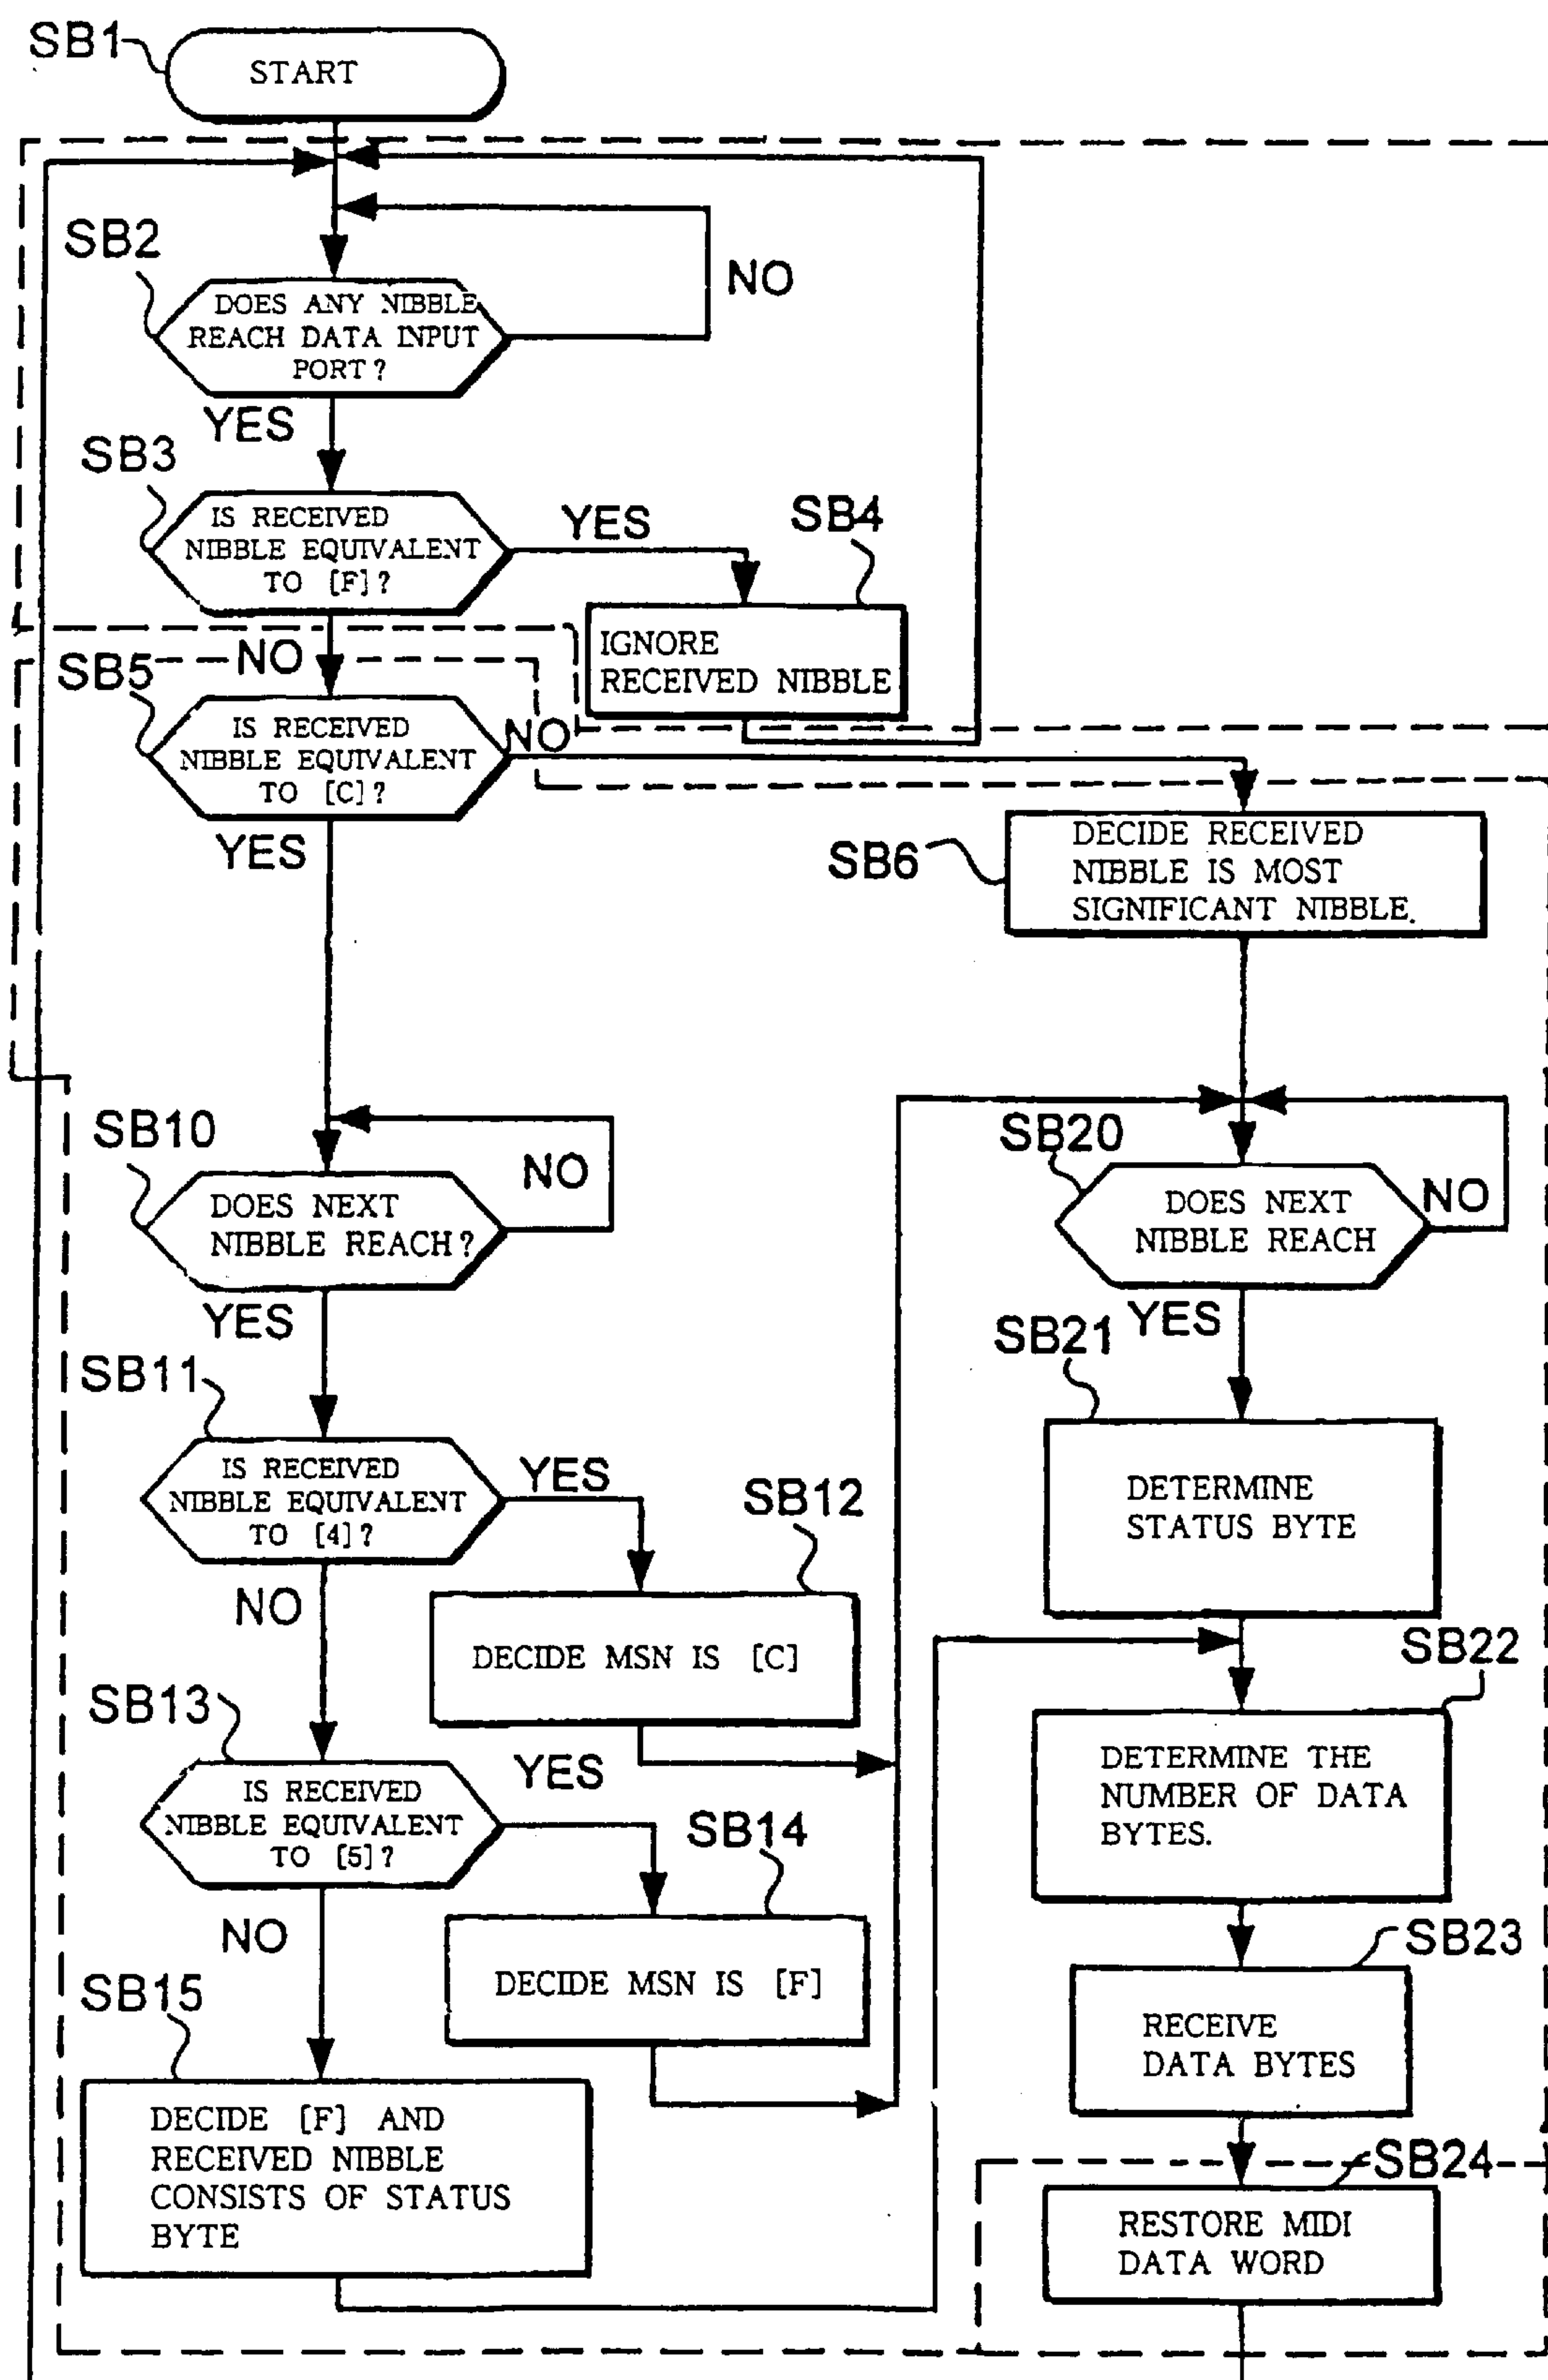 SB1
START
SB2
DOES ANY NIBBLE
REACH DATA INPUT
PORT?
NO
YES
SB3
IS RECEIVED
NIBBLE EQUIVALENT
TO [F]?
YES
SB4
IGNORE
RECEIVED NIBBLE
NO
SB5
IS RECEIVED
NIBBLE EQUIVALENT
TO [C]?
NO
YES
SB6
DECIDE RECEIVED
NIBBLE IS MOST
SIGNIFICANT NIBBLE.
SB10
DOES NEXT
NIBBLE REACH?
NO
YES
SB20
DOES NEXT
NIBBLE REACH
NO
YES
SB11
IS RECEIVED
NIBBLE EQUIVALENT
TO [4]?
YES
SB12
DECIDE MSN IS [C]
NO
SB21
DETERMINE
STATUS BYTE
SB13
IS RECEIVED
NIBBLE EQUIVALENT
TO [5]?
YES
SB14
DECIDE MSN IS [F]
NO
SB22
DETERMINE THE
NUMBER OF DATA
BYTES.
SB23
RECEIVE
DATA BYTES
SB15
DECIDE [F] AND
RECEIVED NIBBLE
CONSISTS OF STATUS
BYTE
SB24
RESTORE MIDI
DATA WORD